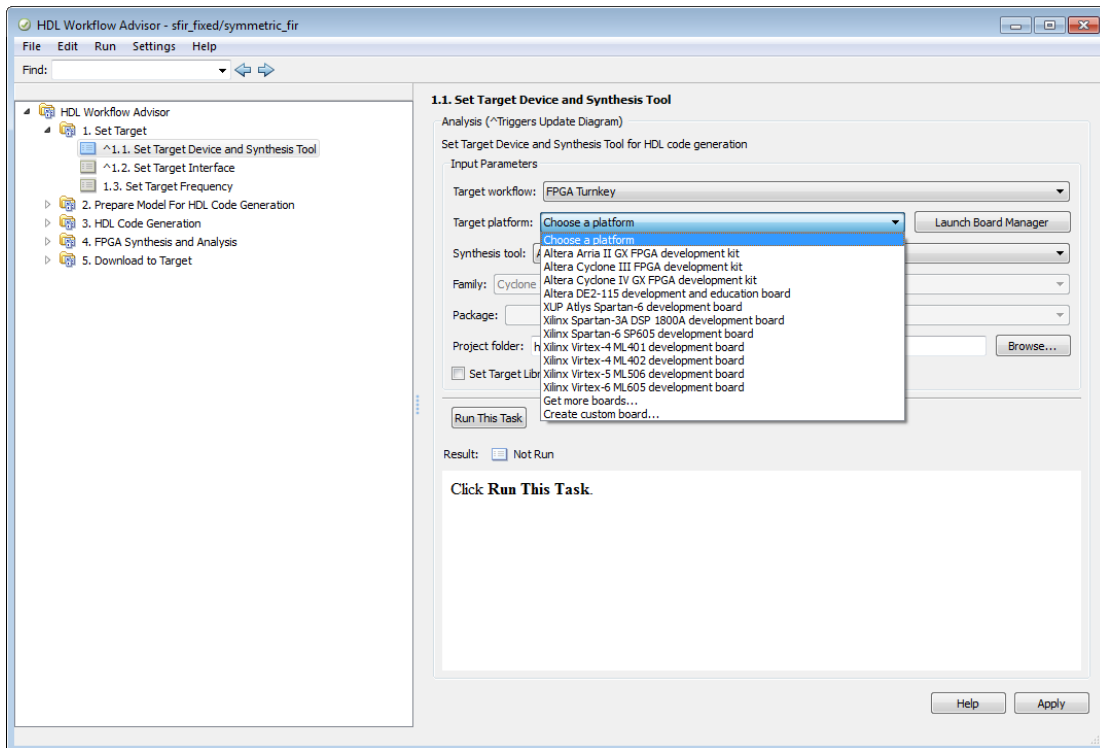 HDL Workflow Advisor - sfir_fixed/symmetric_fir
File Edit Run Settings Help
Find:
HDL Workflow Advisor
1. Set Target
^1.1. Set Target Device and Synthesis Tool
^1.2. Set Target Interface
1.3. Set Target Frequency
2. Prepare Model For HDL Code Generation
3. HDL Code Generation
4. FPGA Synthesis and Analysis
5. Download to Target
1.1. Set Target Device and Synthesis Tool
Analysis (^Triggers Update Diagram)
Set Target Device and Synthesis Tool for HDL code generation
Input Parameters
Target workflow: FPGA Turnkey
Target platform: Choose a platform Launch Board Manager
Choose a platform
Synthesis tool:
Altera Arria II GX FPGA development kit
Altera Cyclone III FPGA development kit
Altera Cyclone IV GX FPGA development kit
Family: Cyclone
Altera DE2-115 development and education board
XUP Atlys Spartan-6 development board
Package:
Xilinx Spartan-3A DSP 1800A development board
Xilinx Spartan-6 SP605 development board
Project folder: Browse...
Xilinx Virtex-4 ML401 development board
Xilinx Virtex-4 ML402 development board
Set Target
Xilinx Virtex-5 ML506 development board
Xilinx Virtex-6 ML605 development board
Get more boards...
Create custom board...
Run This Task
Result: Not Run
Click Run This Task.
Help Apply